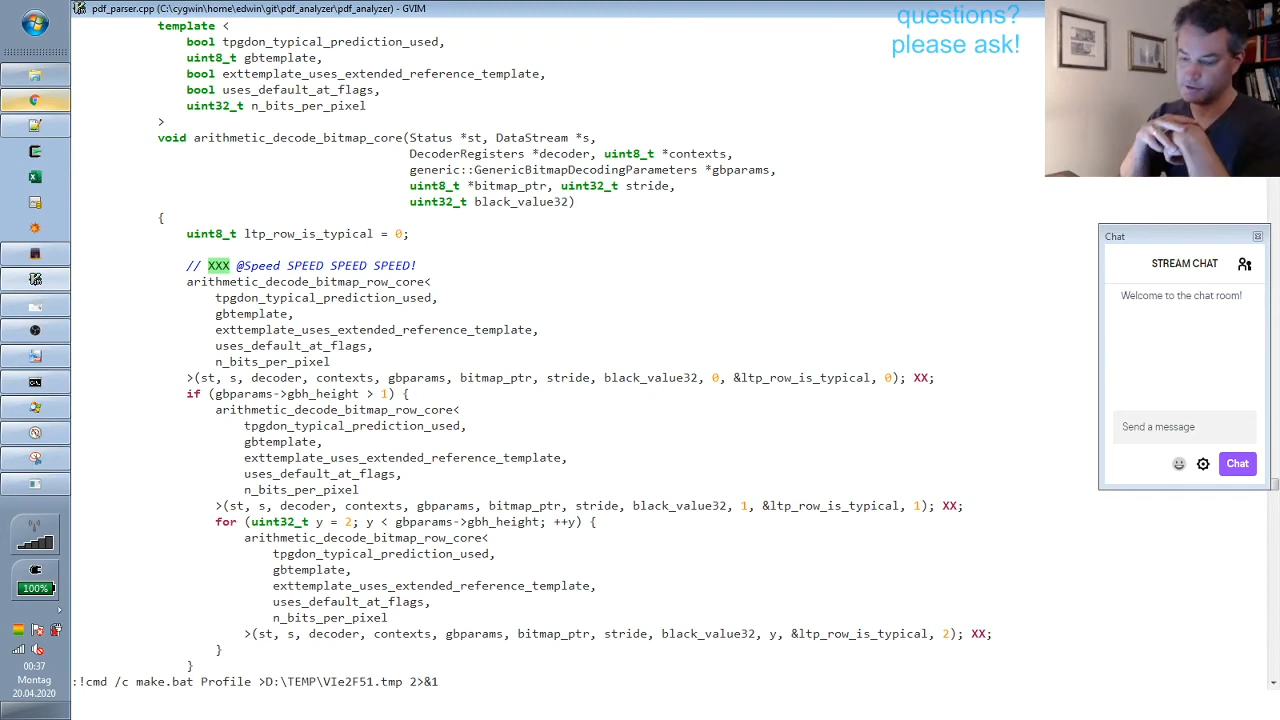 pdf_parser.cpp (C:\cygwin\home\edwin\git\pdf_analyzer\pdf_analyzer) - GVIM
questions?
please ask!
template <
bool tpgdon_typical_prediction_used,
uint8_t gbtemplate,
bool exttemplate_uses_extended_reference_template,
bool uses_default_at_flags,
uint32_t n_bits_per_pixel
>
void arithmetic_decode_bitmap_core(Status *st, DataStream *s,
DecoderRegisters *decoder, uint8_t *contexts,
generic::GenericBitmapDecodingParameters *gbparams,
uint8_t *bitmap_ptr, uint32_t stride,
uint32_t black_value32)
{
uint8_t ltp_row_is_typical = 0;
// XXX @Speed SPEED SPEED SPEED!
arithmetic_decode_bitmap_row_core<
tpgdon_typical_prediction_used,
gbtemplate,
exttemplate_uses_extended_reference_template,
uses_default_at_flags,
n_bits_per_pixel
>(st, s, decoder, contexts, gbparams, bitmap_ptr, stride, black_value32, 0, &ltp_row_is_typical, 0); XX;
if (gbparams->gbh_height > 1) {
arithmetic_decode_bitmap_row_core<
tpgdon_typical_prediction_used,
gbtemplate,
exttemplate_uses_extended_reference_template,
uses_default_at_flags,
n_bits_per_pixel
>(st, s, decoder, contexts, gbparams, bitmap_ptr, stride, black_value32, 1, &ltp_row_is_typical, 1); XX;
for (uint32_t y = 2; y < gbparams->gbh_height; ++y) {
arithmetic_decode_bitmap_row_core<
tpgdon_typical_prediction_used,
gbtemplate,
exttemplate_uses_extended_reference_template,
uses_default_at_flags,
n_bits_per_pixel
>(st, s, decoder, contexts, gbparams, bitmap_ptr, stride, black_value32, y, &ltp_row_is_typical, 2); XX;
}
}
:!cmd /c make.bat Profile >D:\TEMP\VIe2F51.tmp 2>&1
Chat
STREAM CHAT
Welcome to the chat room!
Send a message
Chat
100%
00:37
Montag
20.04.2020